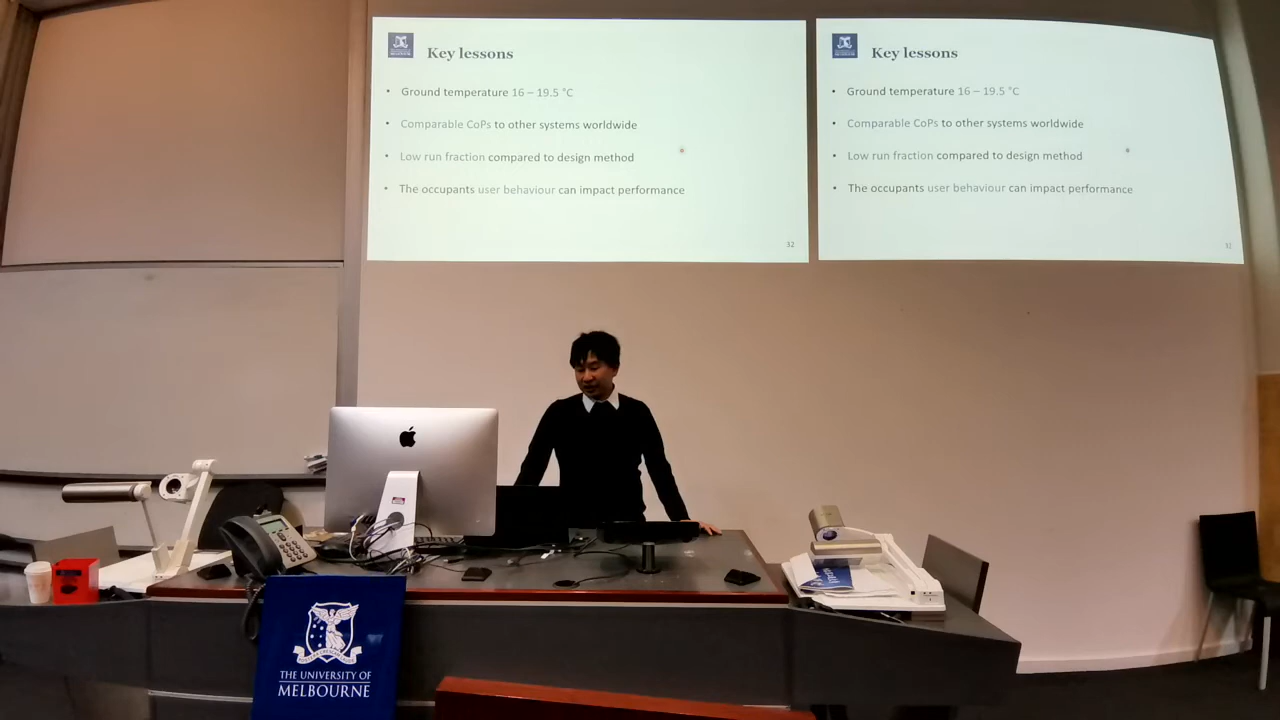 Key lessons
• Ground temperature 16 – 19.5 °C
• Comparable CoPs to other systems worldwide
• Low run fraction compared to design method
• The occupants user behaviour can impact performance
32
Key lessons
• Ground temperature 16 – 19.5 °C
• Comparable CoPs to other systems worldwide
• Low run fraction compared to design method
• The occupants user behaviour can impact performance
THE UNIVERSITY OF
MELBOURNE